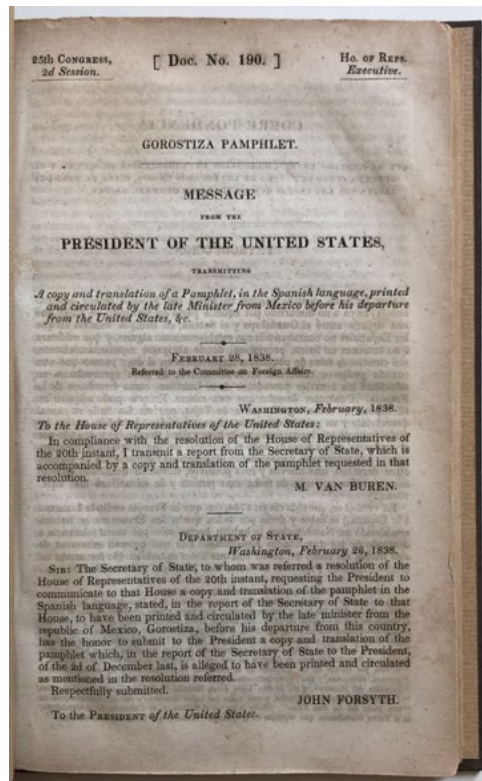 25th Congress, [ Doc. No. 190. ] Ho. of Reps.
2d Session. Executive.
GOROSTIZA PAMPHLET.
MESSAGE
FROM THE
PRESIDENT OF THE UNITED STATES,
TRANSMITTING
A copy and translation of a Pamphlet, in the Spanish language, printed
and circulated by the late Minister from Mexico before his departure
from the United States, &c.
February 28, 1838.
Referred to the Committee on Foreign Affairs.
Washington, February, 1838.
To the House of Representatives of the United States:
In compliance with the resolution of the House of Representatives of
the 20th instant, I transmit a report from the Secretary of State, which is
accompanied by a copy and translation of the pamphlet requested in that
resolution.
M. VAN BUREN.
Department of State,
Washington, February 26, 1838.
Sir: The Secretary of State, to whom was referred a resolution of the
House of Representatives of the 20th instant, requesting the President to
communicate to that House a copy and translation of the pamphlet in the
Spanish language, stated, in the report of the Secretary of State to that
House, to have been printed and circulated by the late minister from the
republic of Mexico, Gorostiza, before his departure from this country,
has the honor to submit to the President a copy and translation of the
pamphlet which, in the report of the Secretary of State to the President,
of the 2d of December last, is alleged to have been printed and circulated
as mentioned in the resolution referred.
Respectfully submitted.
JOHN FORSYTH.
To the President of the United States.